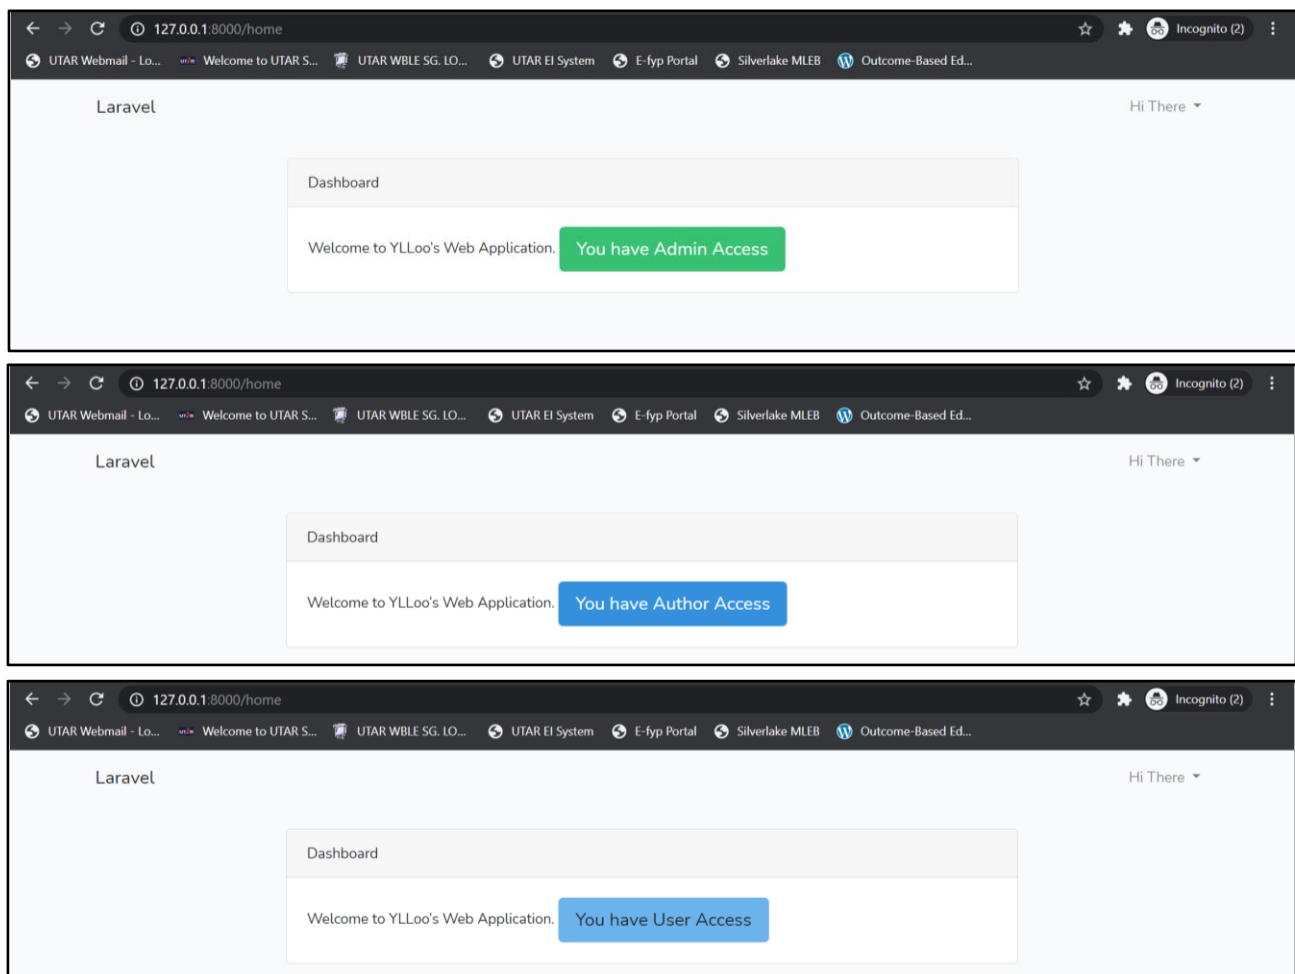 127.0.0.1:8000/home Incognito (2)
UTAR Webmail - Lo... Welcome to UTAR S... UTAR WBLE SG. LO... UTAR EI System E-fyp Portal Silverlake MLEB Outcome-Based Ed...
Laravel Hi There
Dashboard
Welcome to YLLoo's Web Application. You have Admin Access
127.0.0.1:8000/home Incognito (2)
UTAR Webmail - Lo... Welcome to UTAR S... UTAR WBLE SG. LO... UTAR EI System E-fyp Portal Silverlake MLEB Outcome-Based Ed...
Laravel Hi There
Dashboard
Welcome to YLLoo's Web Application. You have Author Access
127.0.0.1:8000/home Incognito (2)
UTAR Webmail - Lo... Welcome to UTAR S... UTAR WBLE SG. LO... UTAR EI System E-fyp Portal Silverlake MLEB Outcome-Based Ed...
Laravel Hi There
Dashboard
Welcome to YLLoo's Web Application. You have User Access